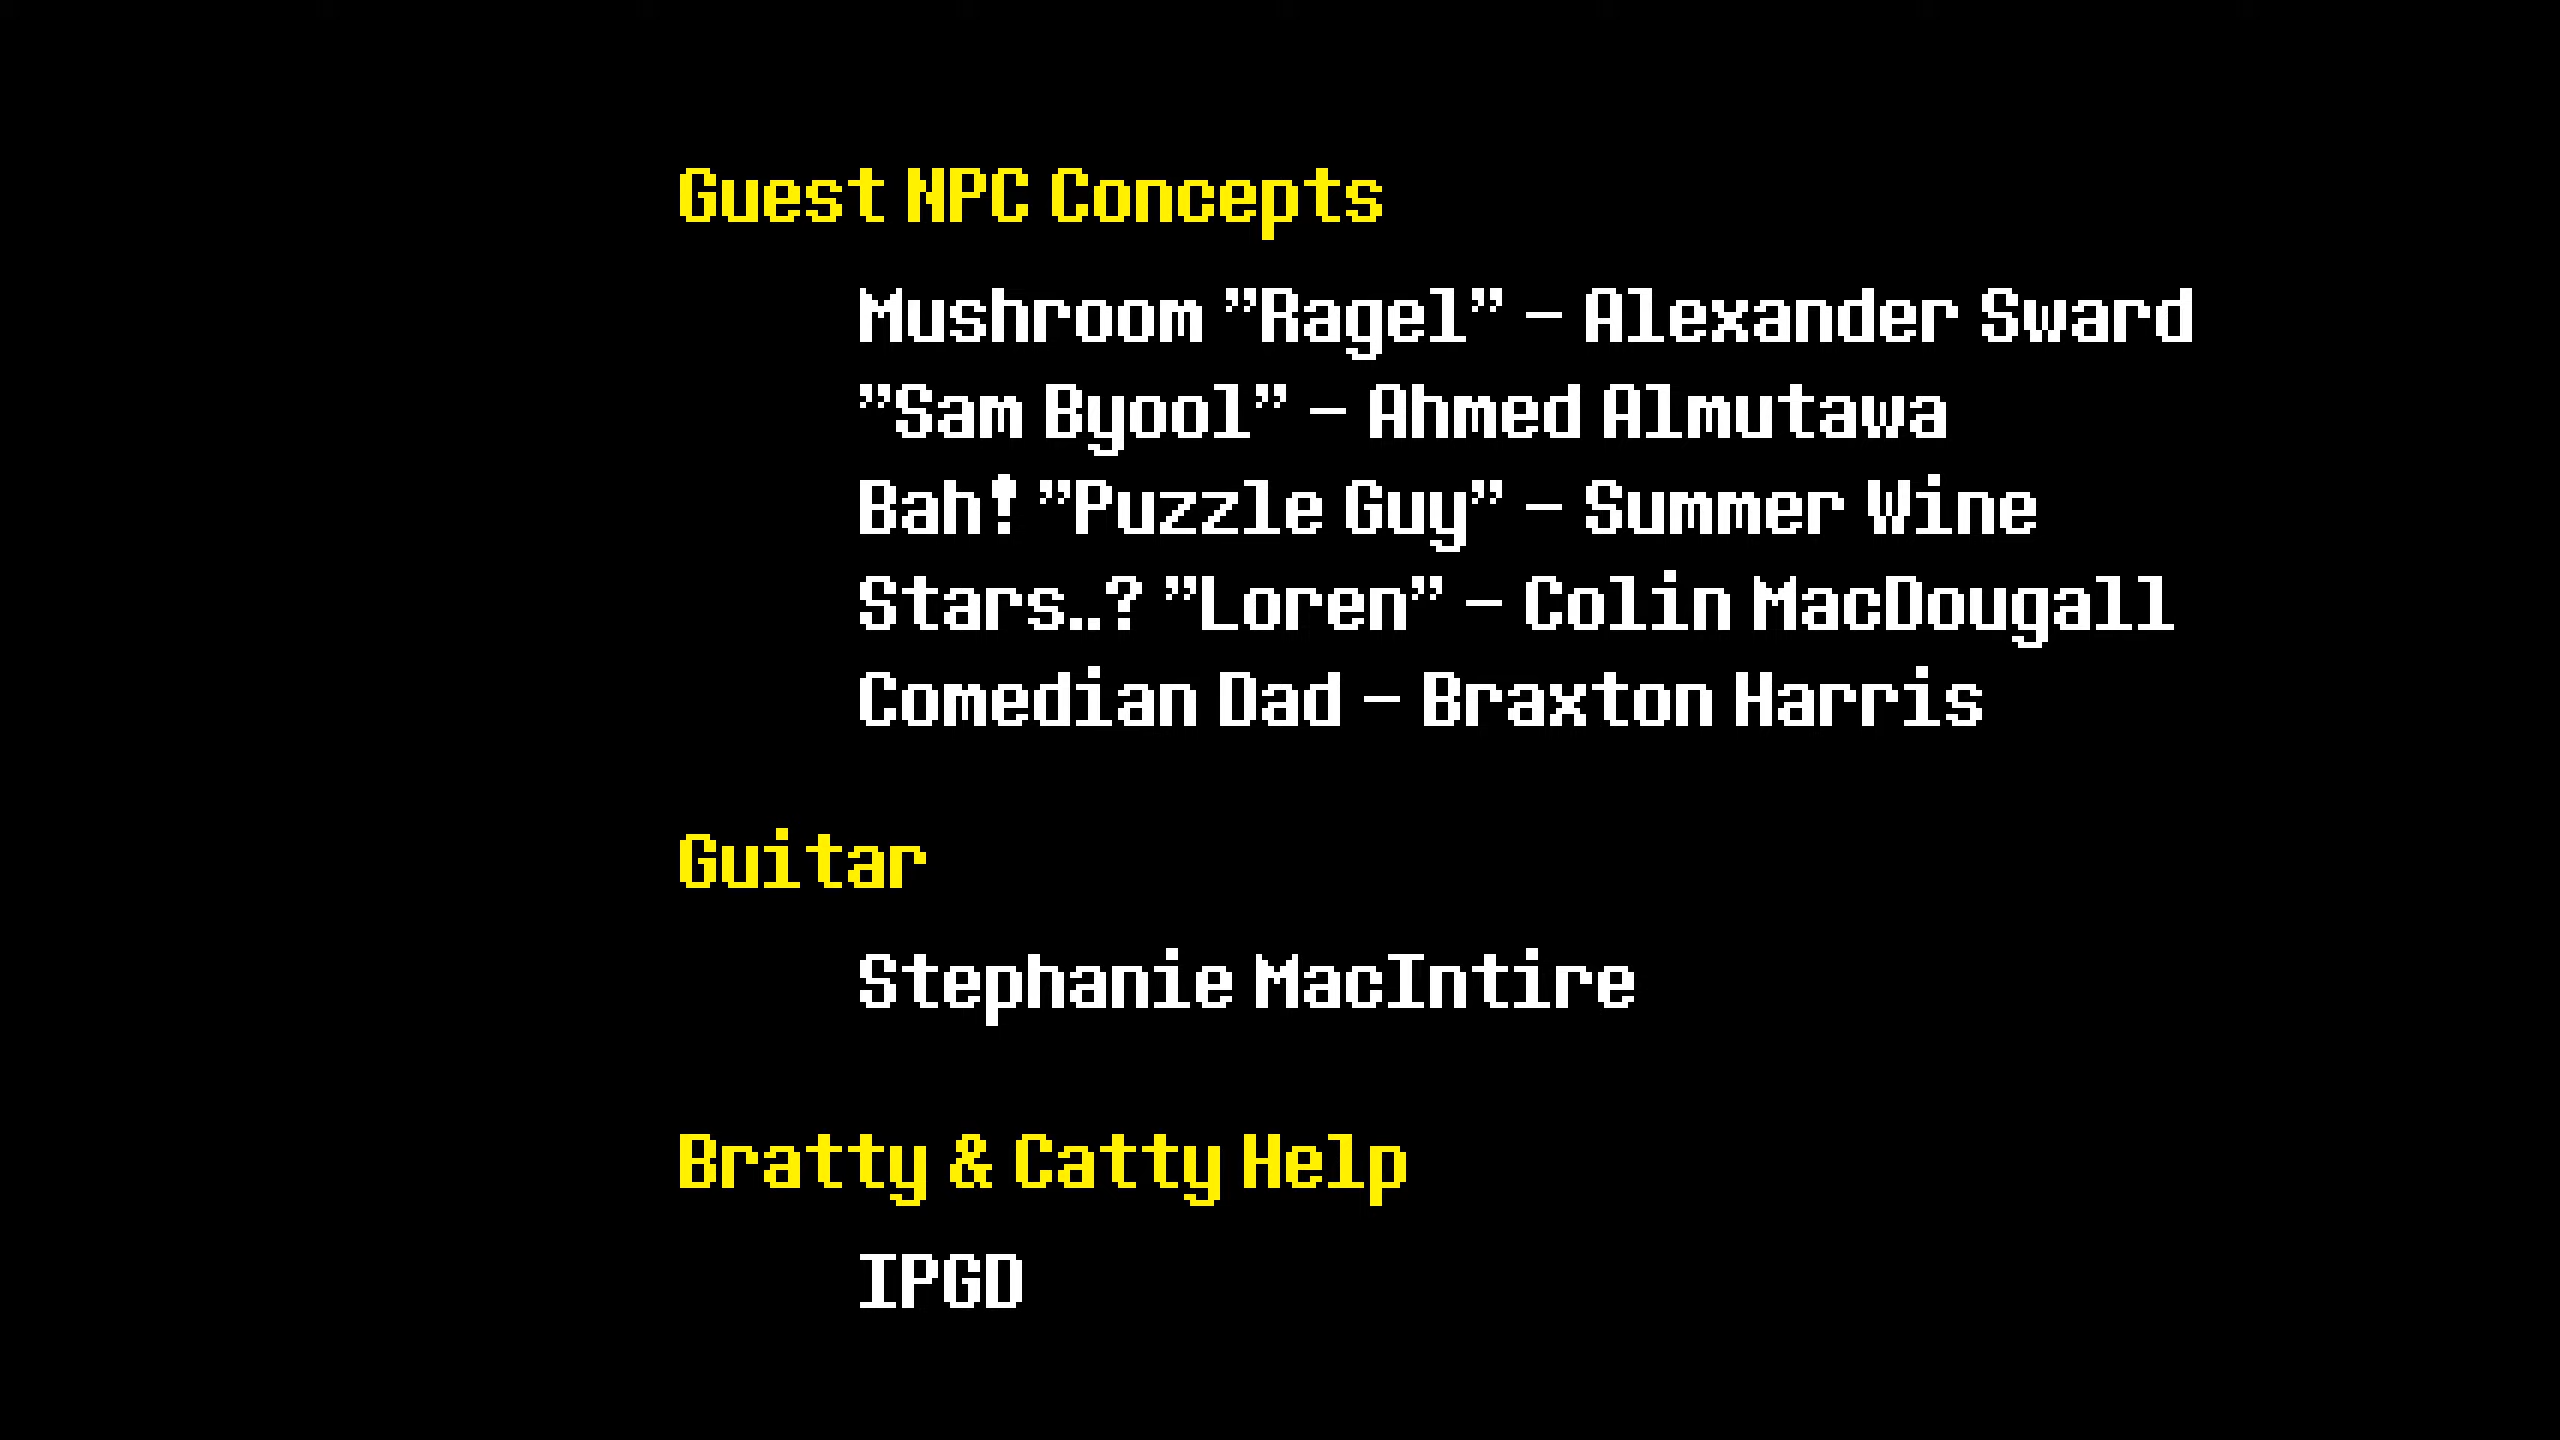 Guest NPC Concepts
Mushroom "Ragel" - Alexander Sward
"Sam Byool" - Ahmed Almutawa
Bah! "Puzzle Guy" - Summer Wine
Stars..? "Loren" - Colin MacDougall
Comedian Dad - Braxton Harris
Guitar
Stephanie MacIntire
Bratty & Catty Help
IPGD